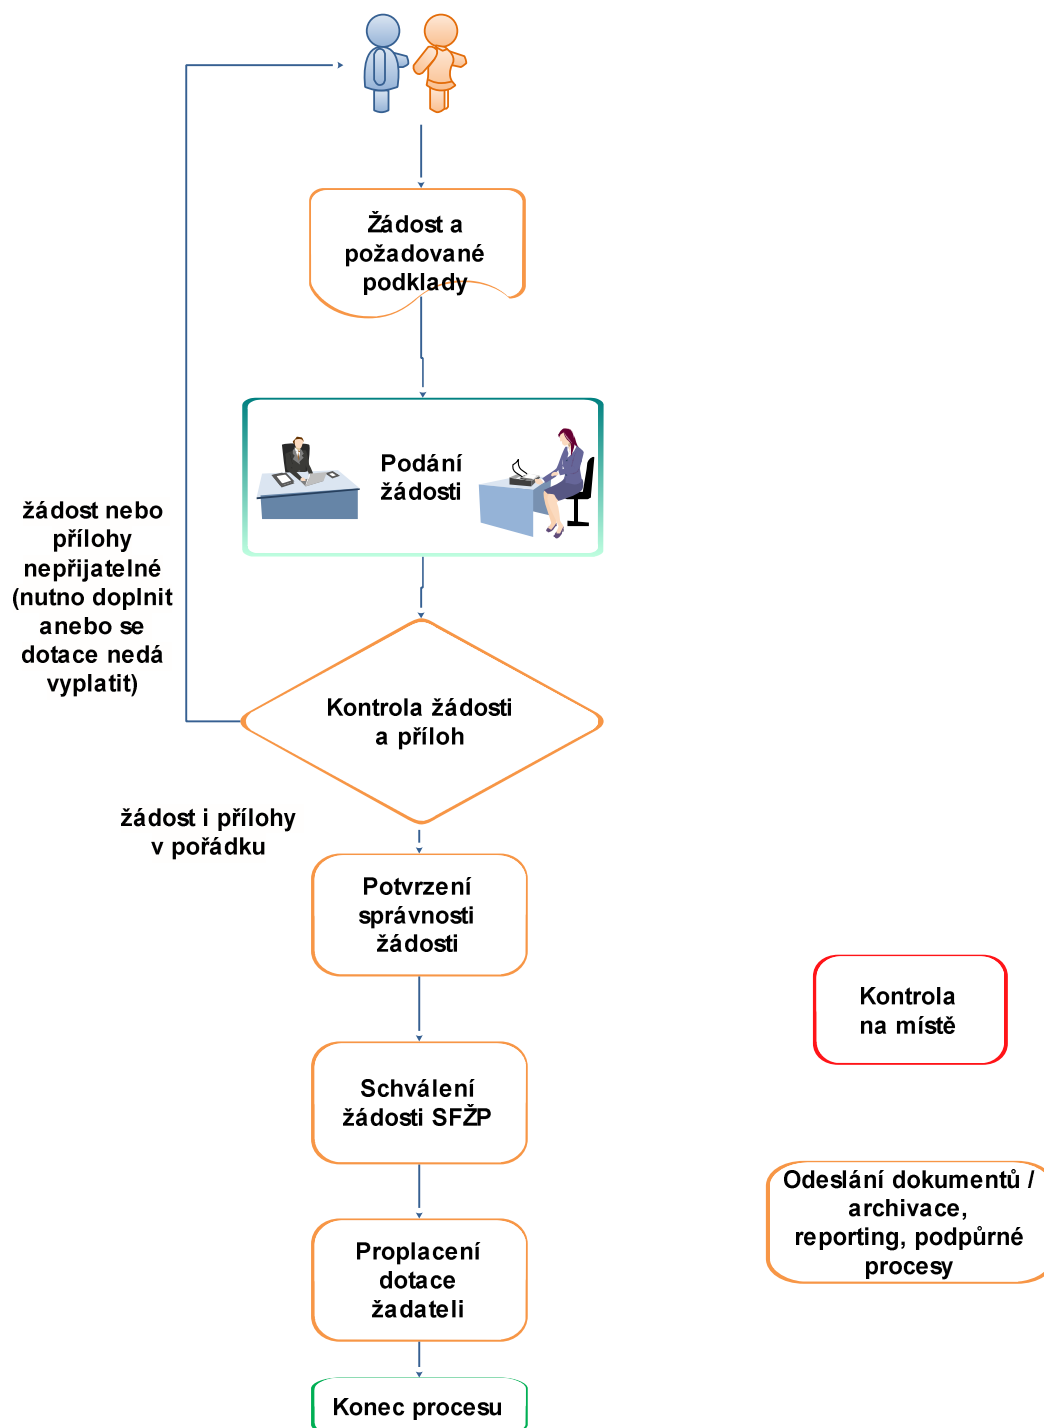 Žádost a
požadované
podklady
Podání
žádosti
žádost nebo
přílohy
nepřijatelné
(nutno doplnit
anebo se
dotace nedá
vyplatit)
Kontrola žádosti
a příloh
žádost i přílohy
v pořádku
Potvrzení
správnosti
žádosti
Kontrola
na místě
Schválení
žádosti SFŽP
Odeslání dokumentů /
archivace,
reporting, podpůrné
procesy
Proplacení
dotace
žadateli
Konec procesu